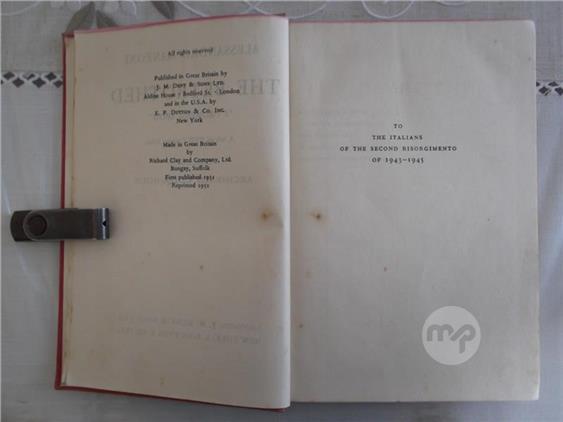 All rights reserved
Published in Great Britain by
J. M. Dent & Sons Ltd.
Aldine House · Bedford St. · London
and in the U.S.A. by
E. P. Dutton & Co. Inc.
New York
Made in Great Britain
by
Richard Clay and Company, Ltd.
Bungay, Suffolk
First published 1951
Reprinted 1951
TO
THE ITALIANS
OF THE SECOND RISORGIMENTO
OF 1943–1945
mp